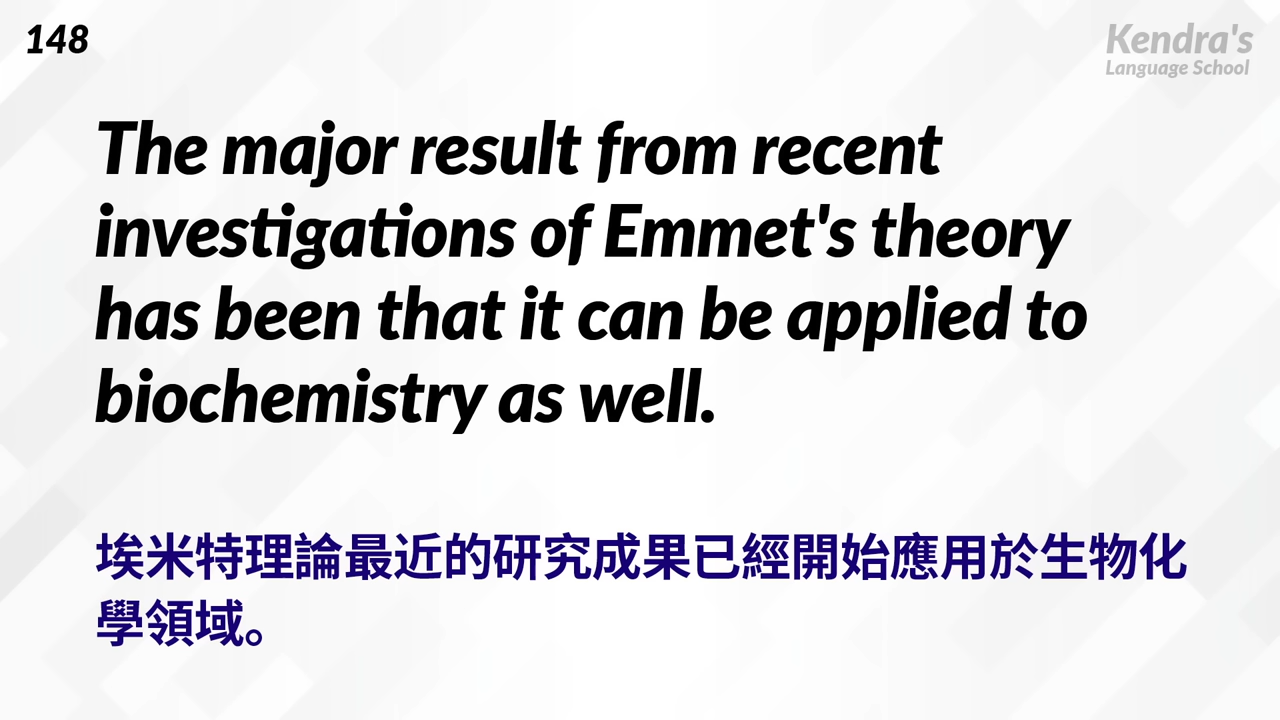 148
Kendra's
Language School
The major result from recent
investigations of Emmet's theory
has been that it can be applied to
biochemistry as well.
埃米特理論最近的研究成果已經開始應用於生物化
學領域。